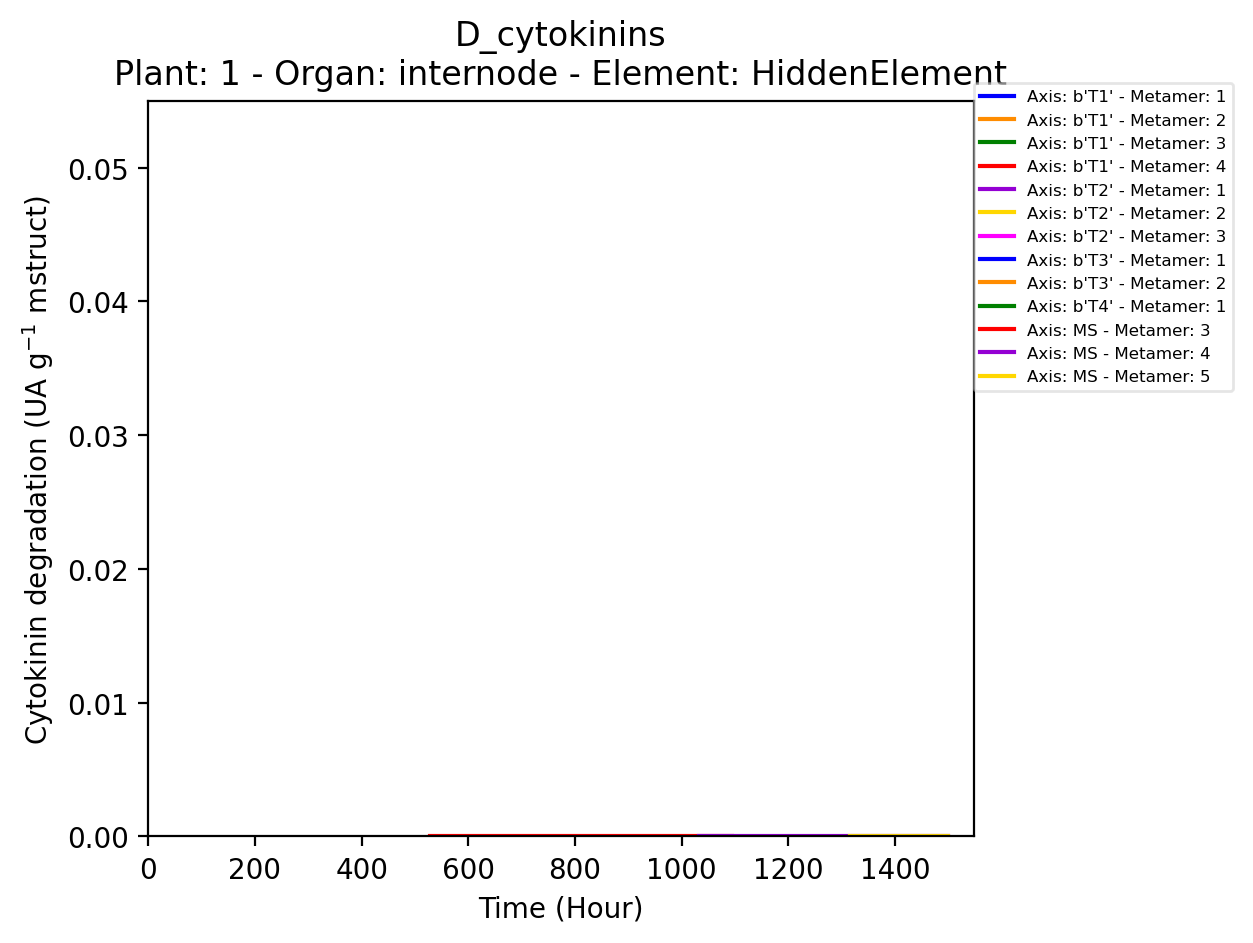 D_cytokinins
Plant: 1 - Organ: internode - Element: HiddenElement
Axis: b'T1' - Metamer: 1
Axis: b'T1' - Metamer: 2
Axis: b'T1' - Metamer: 3
Axis: b'T1' - Metamer: 4
Axis: b'T2' - Metamer: 1
Axis: b'T2' - Metamer: 2
Axis: b'T2' - Metamer: 3
Axis: b'T3' - Metamer: 1
Axis: b'T3' - Metamer: 2
Axis: b'T4' - Metamer: 1
Axis: MS - Metamer: 3
Axis: MS - Metamer: 4
Axis: MS - Metamer: 5
Cytokinin degradation (UA g⁻¹ mstruct)
0.05
0.04
0.03
0.02
0.01
0.00
0 200 400 600 800 1000 1200 1400
Time (Hour)